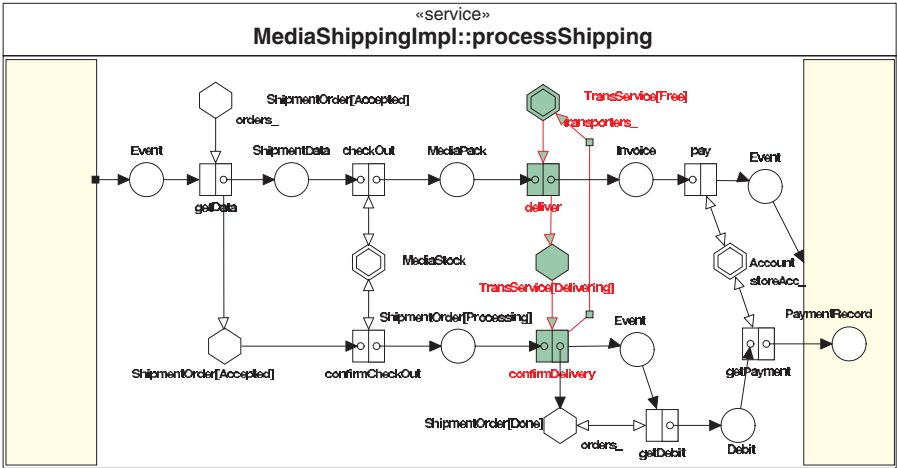 «service»
MediaShippingImpl::processShipping
ShipmentOrder[Accepted]
orders_
TransService[Free]
transporters_
Event
ShipmentData
checkOut
MediaPack
Invoice
pay
Event
getData
deliver
MediaStock
Account
storeAcc_
TransService[Delivering]
ShipmentOrder[Processing]
Event
PaymentRecord
ShipmentOrder[Accepted]
confirmCheckOut
confirmDelivery
getPayment
ShipmentOrder[Done]
orders_
getDebit
Debit